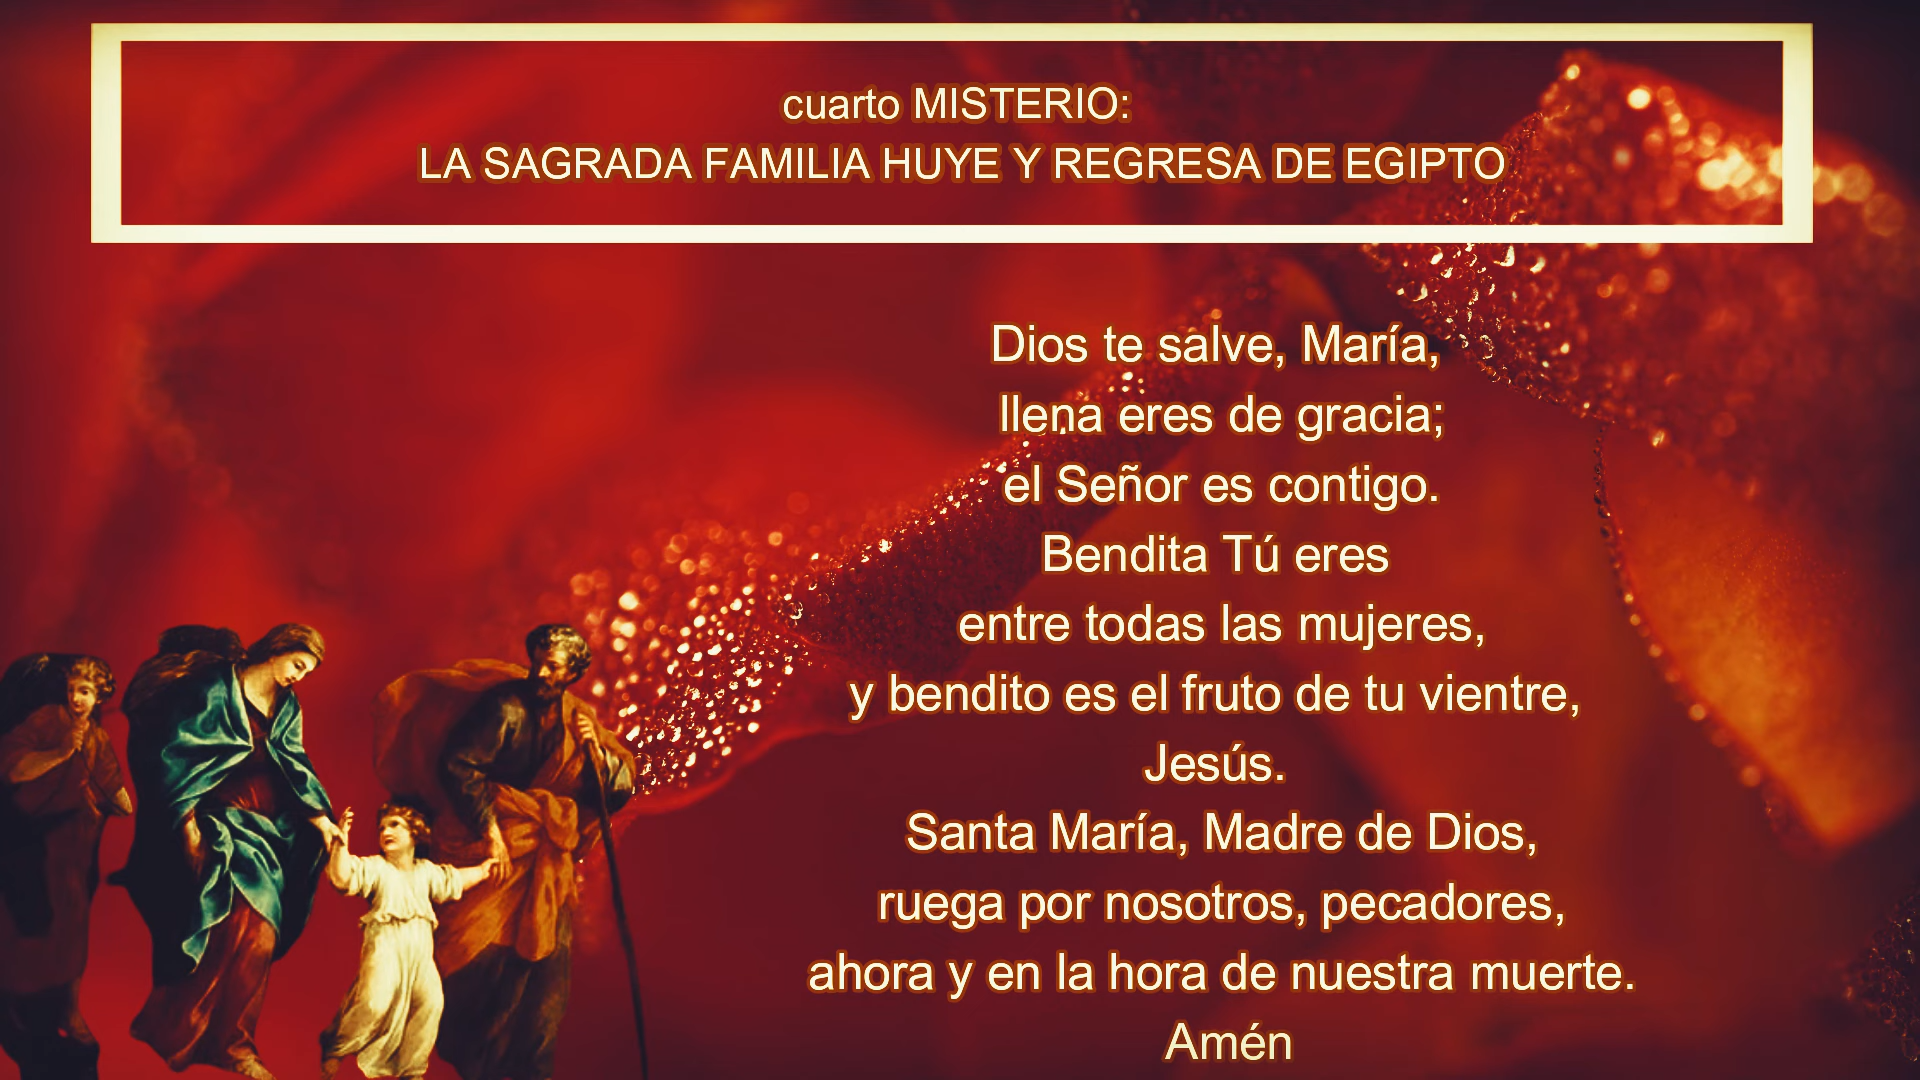 cuarto MISTERIO:
LA SAGRADA FAMILIA HUYE Y REGRESA DE EGIPTO
Dios te salve, María,
llena eres de gracia;
el Señor es contigo.
Bendita Tú eres
entre todas las mujeres,
y bendito es el fruto de tu vientre,
Jesús.
Santa María, Madre de Dios,
ruega por nosotros, pecadores,
ahora y en la hora de nuestra muerte.
Amén